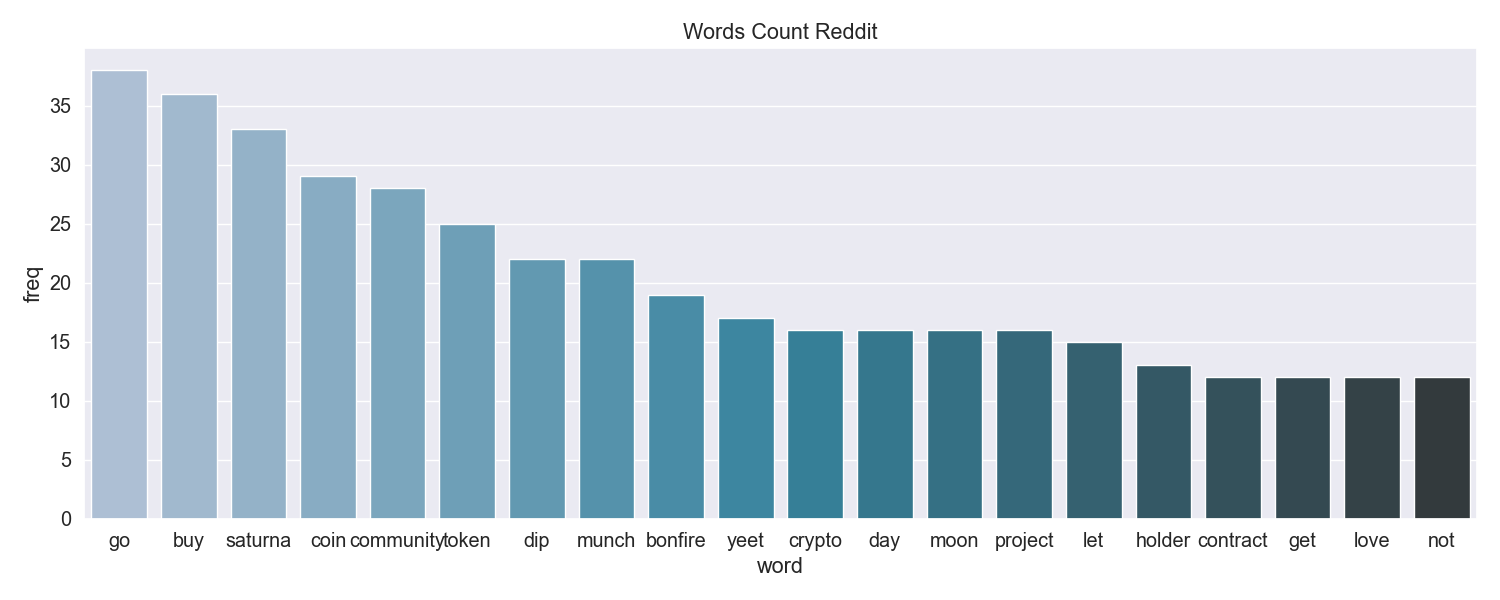 Words Count Reddit
freq
35
30
25
20
15
10
5
0
go buy saturna coin community token dip munch bonfire yeet crypto day moon project let holder contract get love not
word